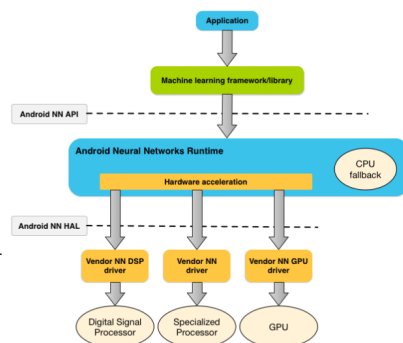 Application
Machine learning framework/library
Android NN API
Android Neural Networks Runtime
CPU
fallback
Hardware acceleration
Android NN HAL
Vendor NN DSP
driver
Vendor NN
driver
Vendor NN GPU
driver
Digital Signal
Processor
Specialized
Processor
GPU